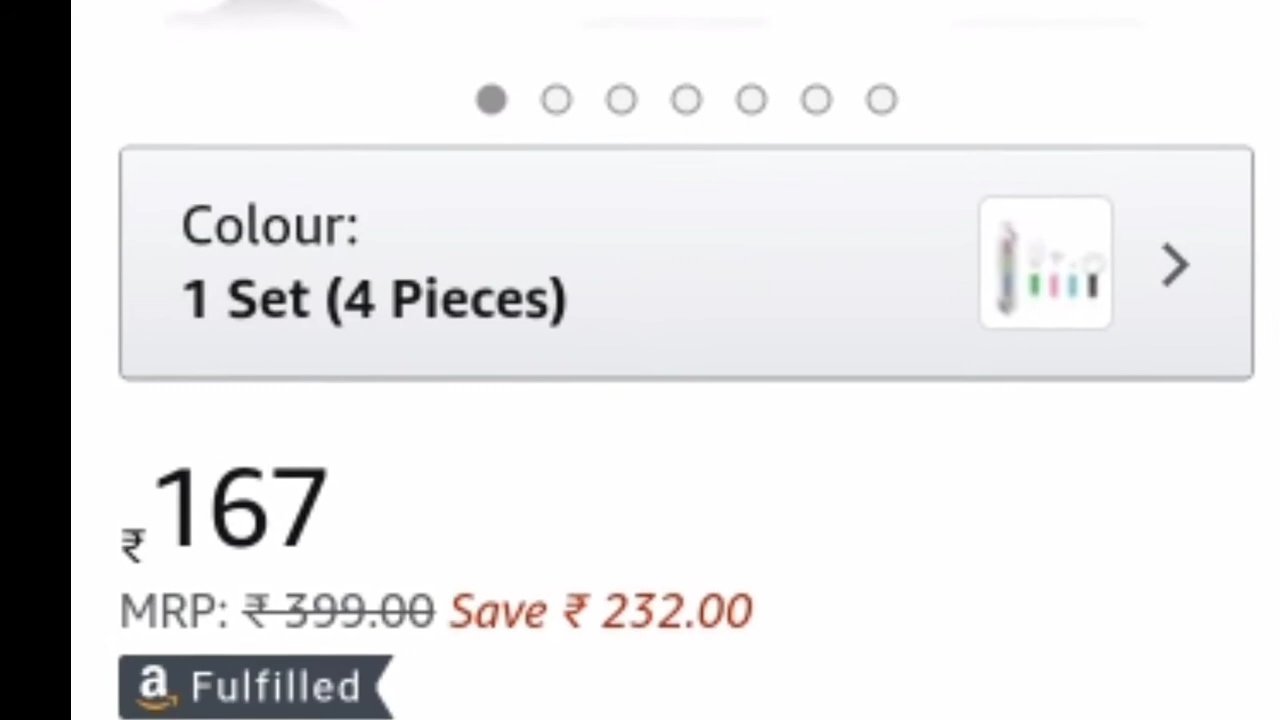 Colour:
1 Set (4 Pieces)
₹167
MRP: ₹ 399.00 Save ₹ 232.00
a Fulfilled